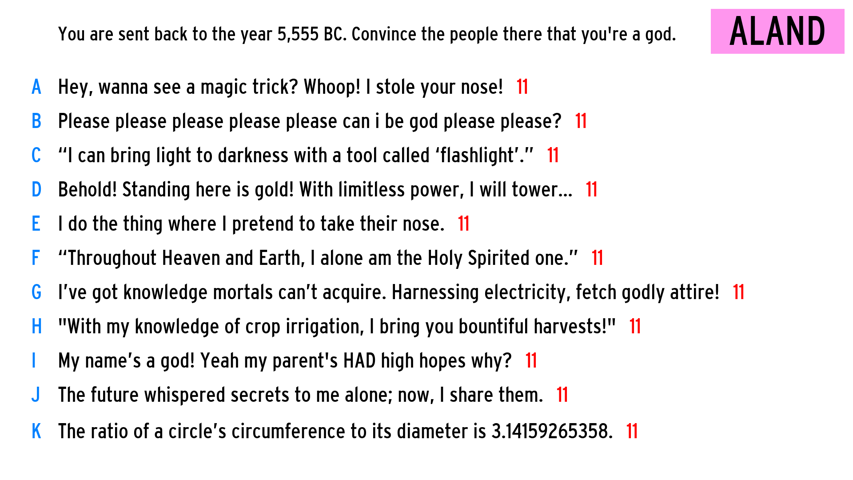 You are sent back to the year 5,555 BC. Convince the people there that you're a god.
ALAND
A Hey, wanna see a magic trick? Whoop! I stole your nose! 11
B Please please please please please can i be god please please? 11
C “I can bring light to darkness with a tool called ‘flashlight’.” 11
D Behold! Standing here is gold! With limitless power, I will tower... 11
E I do the thing where I pretend to take their nose. 11
F “Throughout Heaven and Earth, I alone am the Holy Spirited one.” 11
G I’ve got knowledge mortals can’t acquire. Harnessing electricity, fetch godly attire! 11
H "With my knowledge of crop irrigation, I bring you bountiful harvests!" 11
I My name’s a god! Yeah my parent's HAD high hopes why? 11
J The future whispered secrets to me alone; now, I share them. 11
K The ratio of a circle’s circumference to its diameter is 3.14159265358. 11